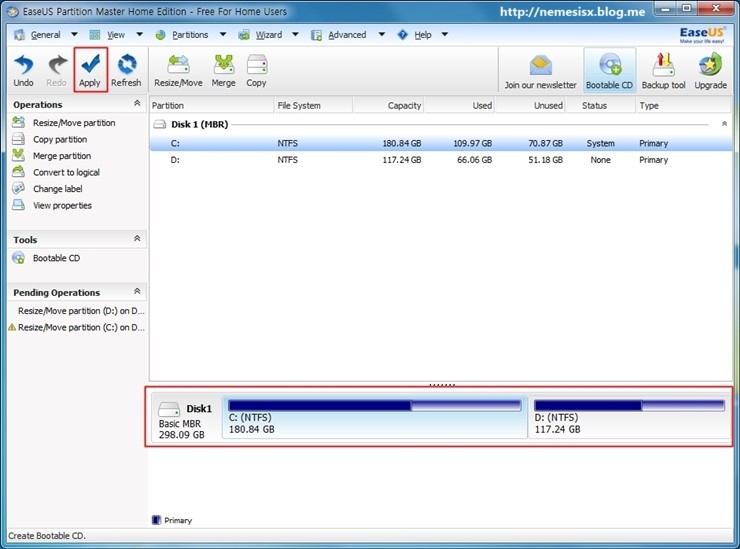 EaseUS Partition Master Home Edition - Free For Home Users
http://nemesisx.blog.me
General View Partitions Wizard Advanced Help
EaseUS
Make your life easy!
Undo Redo Apply Refresh Resize/Move Merge Copy Join our newsletter Bootable CD Backup tool Upgrade
Operations
Resize/Move partition
Copy partition
Merge partition
Convert to logical
Change label
View properties
Tools
Bootable CD
Pending Operations
Resize/Move partition (D:) on D...
Resize/Move partition (C:) on D...
Partition File System Capacity Used Unused Status Type
Disk 1 (MBR)
C: NTFS 180.84 GB 109.97 GB 70.87 GB System Primary
D: NTFS 117.24 GB 66.06 GB 51.18 GB None Primary
Disk1
Basic MBR
298.09 GB
C: (NTFS)
180.84 GB
D: (NTFS)
117.24 GB
Primary
Create Bootable CD.